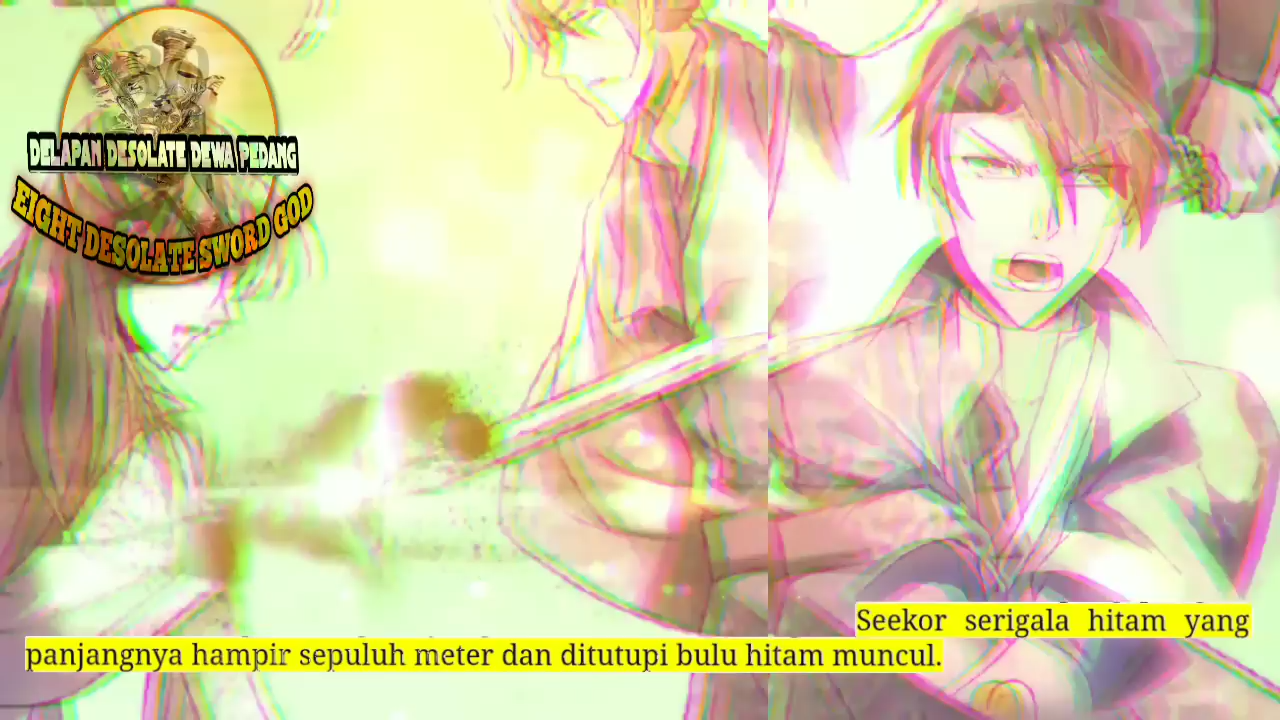 DELAPAN DESOLATE DEWA PEDANG
EIGHT DESOLATE SWORD GOD
Seekor serigala hitam yang
panjangnya hampir sepuluh meter dan ditutupi bulu hitam muncul.